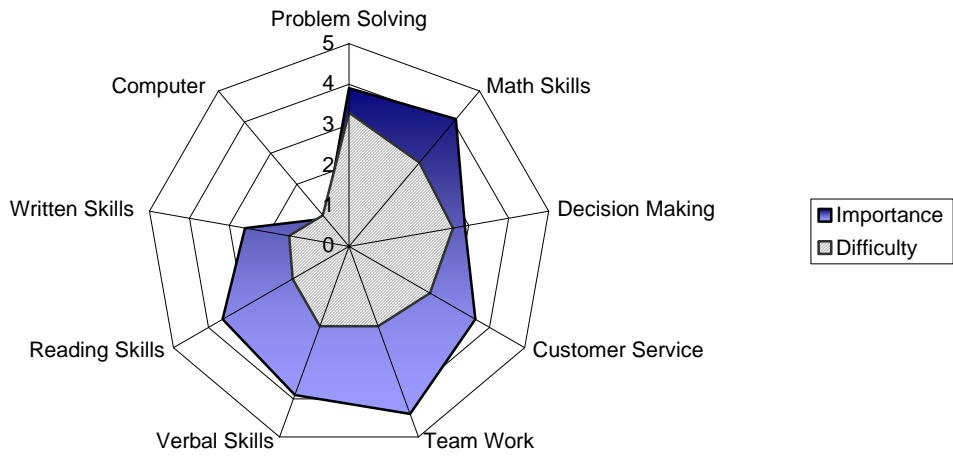 Problem Solving
5
Computer
4
Math Skills
3
2
Written Skills
1
Decision Making
Importance
0
Difficulty
Reading Skills
Customer Service
Verbal Skills
Team Work